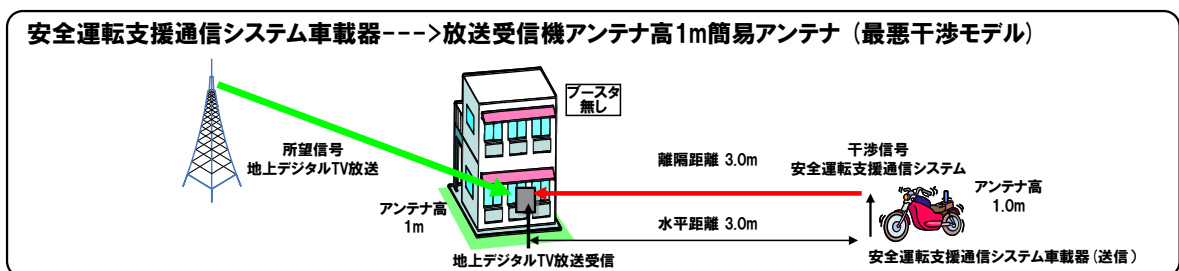 安全運転支援通信システム車載器--->放送受信機アンテナ高1m簡易アンテナ (最悪干渉モデル)
ブースタ
無し
所望信号
地上デジタルTV放送
離隔距離 3.0m
干渉信号
安全運転支援通信システム
アンテナ高
1m
アンテナ高
1.0m
水平距離 3.0m
地上デジタルTV放送受信
安全運転支援通信システム車載器(送信)